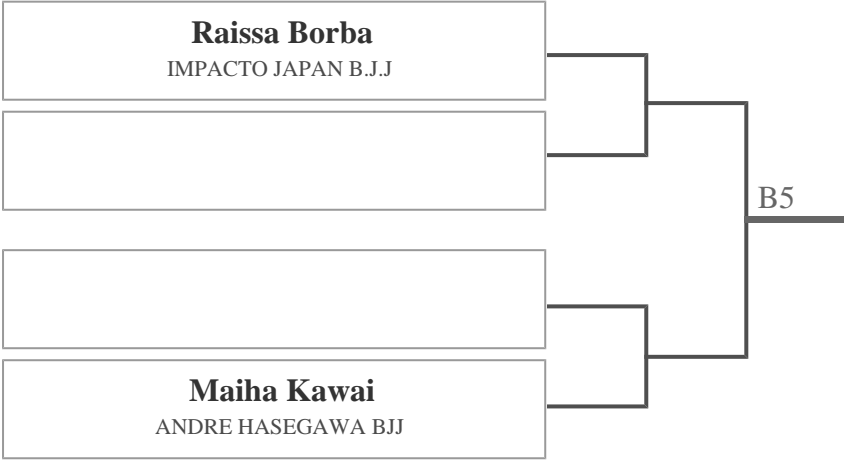 Raissa Borba
IMPACTO JAPAN B.J.J
B5
Maiha Kawai
ANDRE HASEGAWA BJJ